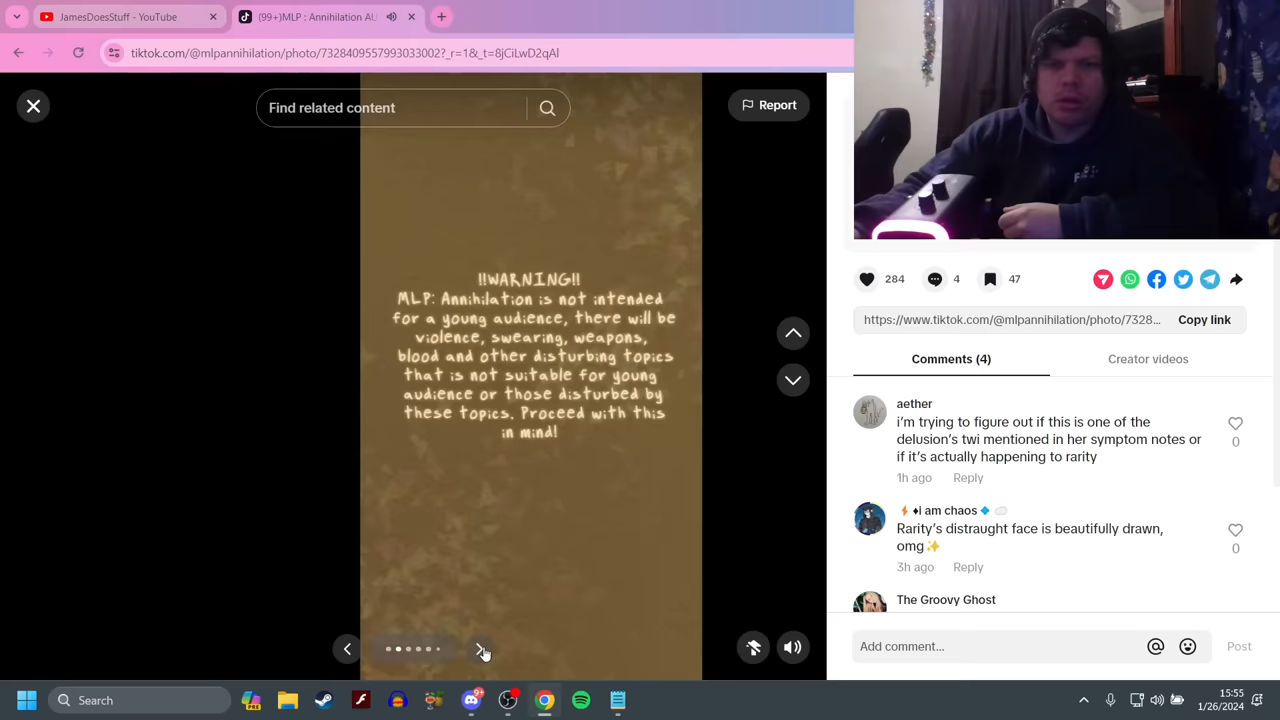 JamesDoesStuff - YouTube
(99+)MLP : Annihilation AU
tiktok.com/@mlpannihilation/photo/7328409557993033002?_r=1&_t=8jCiLwD2qAl
Find related content
Report
!!WARNING!!
MLP: Annihilation is not intended
for a young audience, there will be
violence, swearing, weapons,
blood and other disturbing topics
that is not suitable for young
audience or those disturbed by
these topics. Proceed with this
in mind!
284
4
47
https://www.tiktok.com/@mlpannihilation/photo/7328...
Copy link
Comments (4)
Creator videos
aether
i'm trying to figure out if this is one of the
delusion's twi mentioned in her symptom notes or
if it's actually happening to rarity
0
1h ago
Reply
⚡♦i am chaos
Rarity's distraught face is beautifully drawn,
omg✨
0
3h ago
Reply
The Groovy Ghost
Add comment...
Post
Search
PRE
9+
15:55
1/26/2024